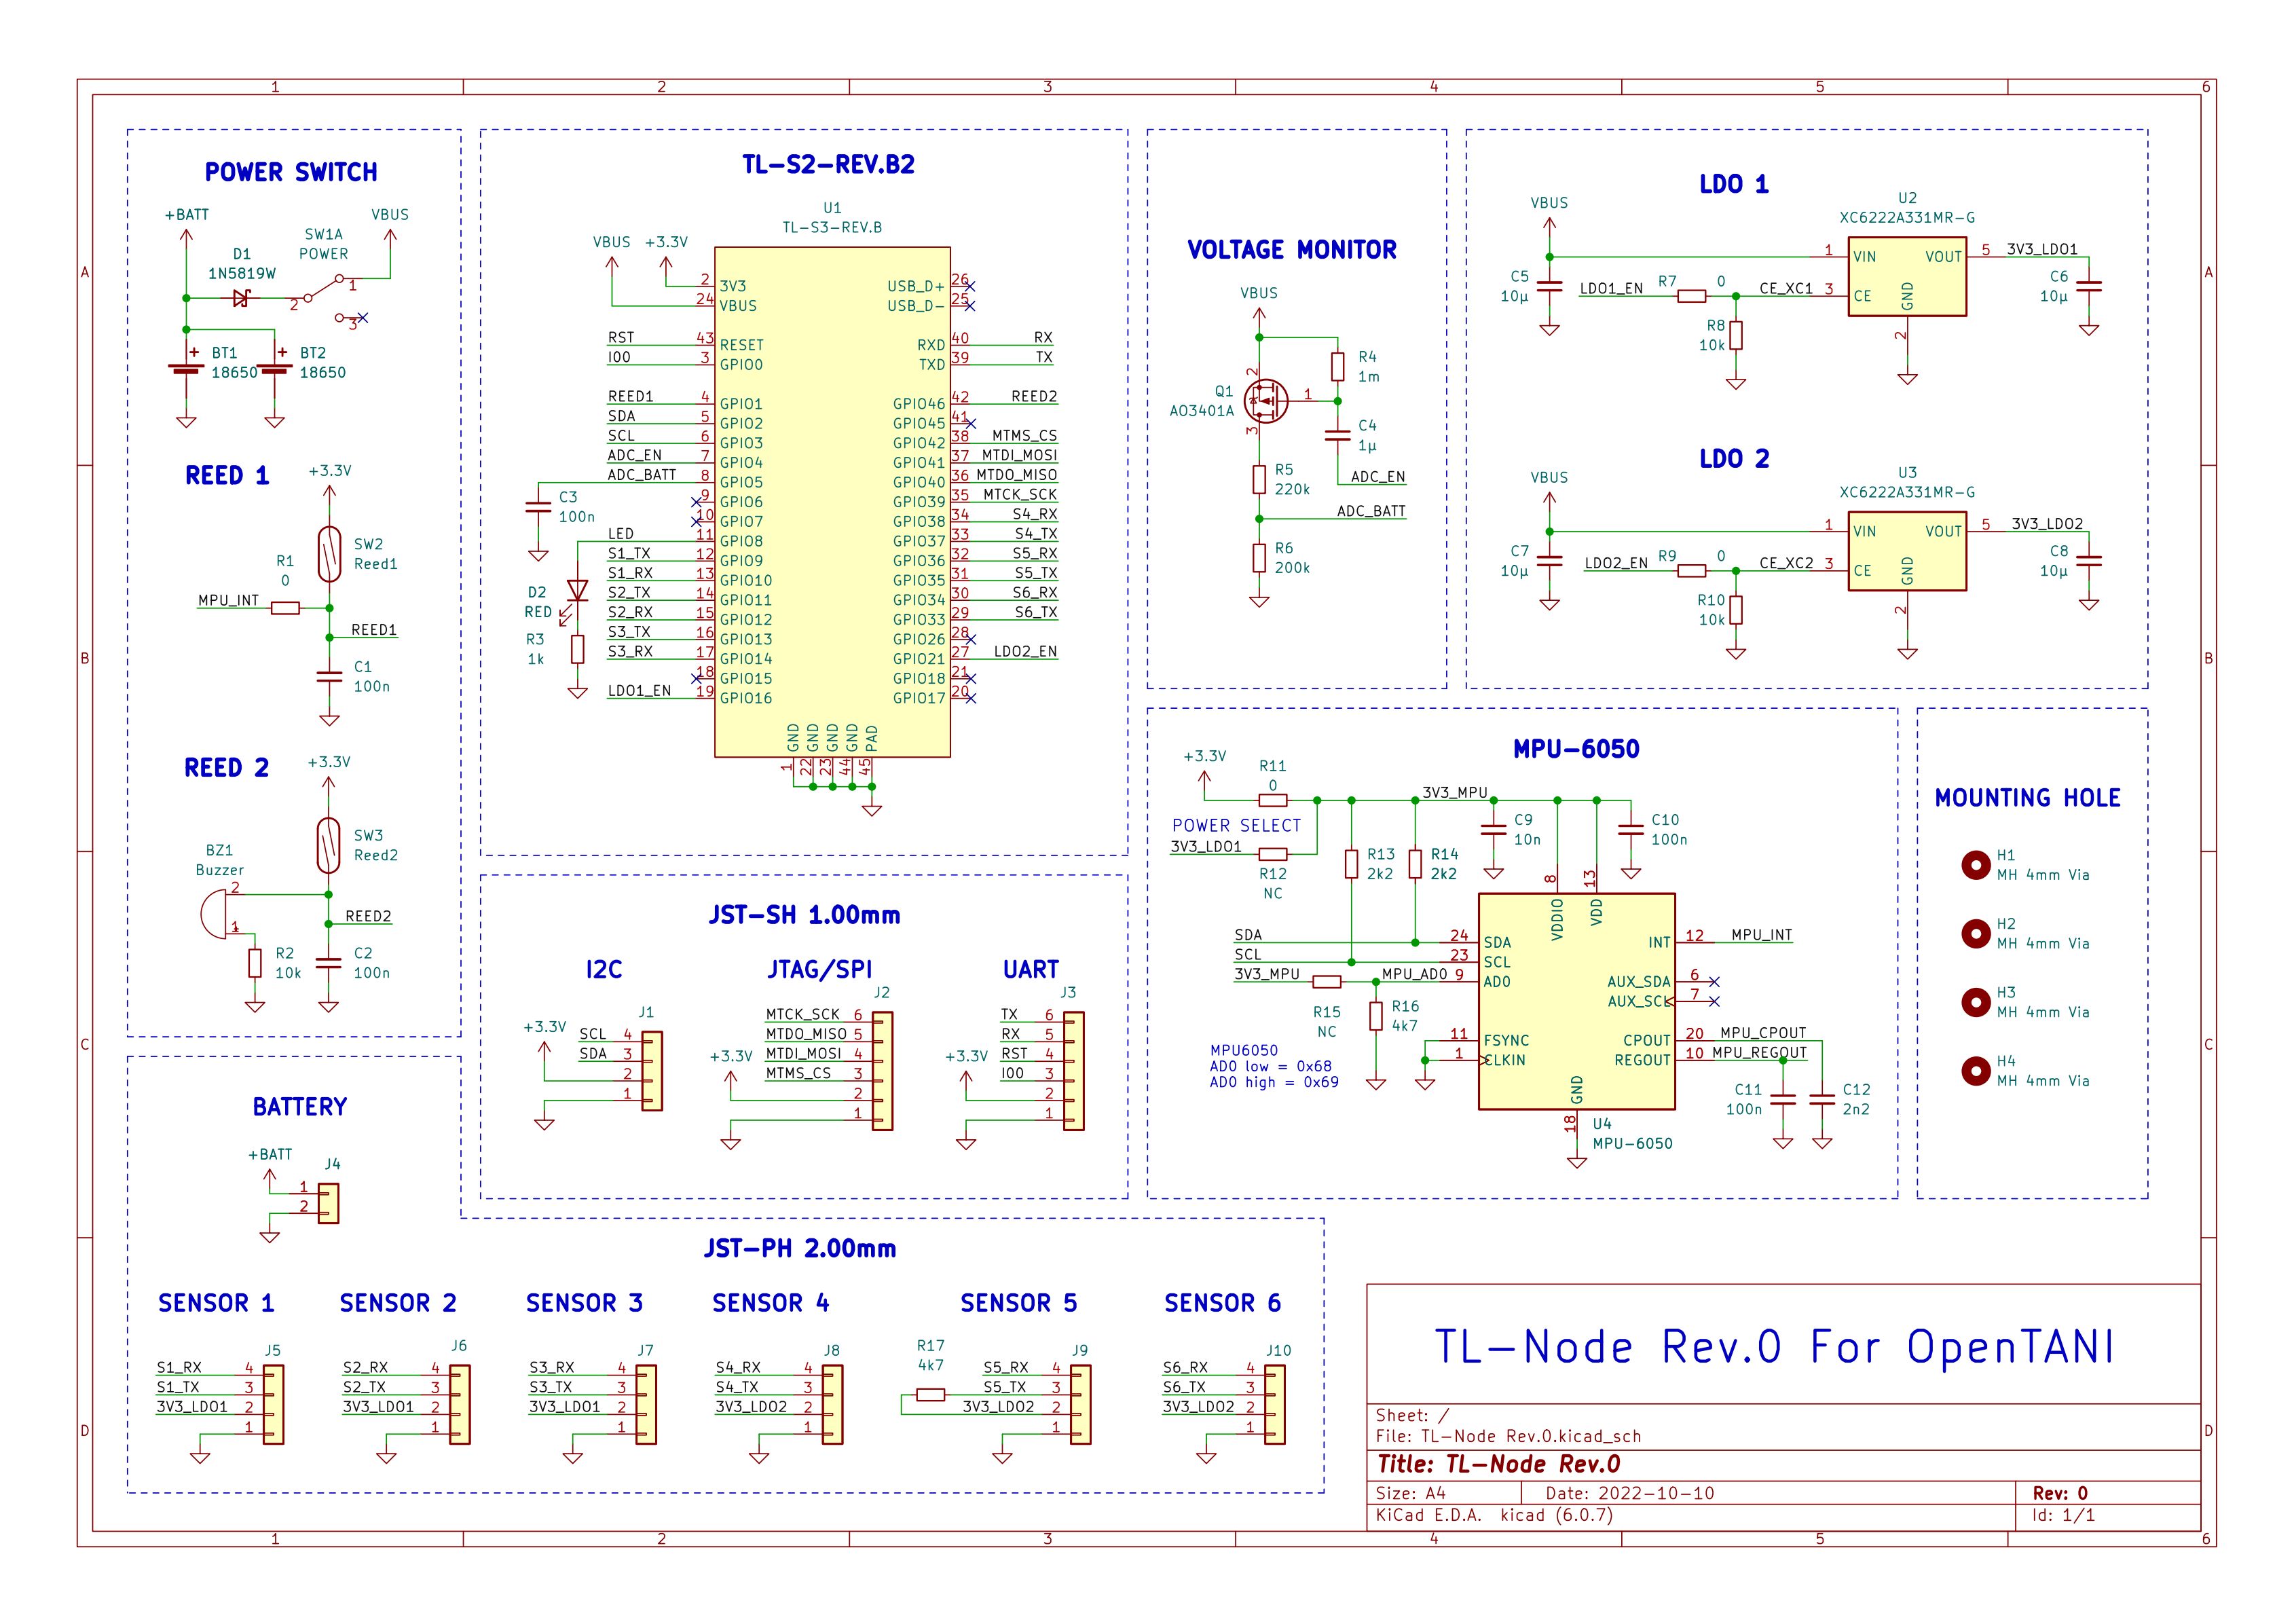 1 2 3 4 5 6
A
B
C
D
POWER SWITCH
+BATT
VBUS
SW1A
POWER
D1
1N5819W
1
2
3
BT1
18650
BT2
18650
+
+
REED 1
+3.3V
SW2
Reed1
R1
0
MPU_INT
REED1
C1
100n
REED 2
+3.3V
SW3
Reed2
BZ1
Buzzer
2
1
REED2
R2
10k
C2
100n
TL-S2-REV.B2
U1
TL-S3-REV.B
VBUS +3.3V
2 3V3
24 VBUS
RST 43 RESET
IO0 3 GPIO0
REED1 4 GPIO1
SDA 5 GPIO2
SCL 6 GPIO3
ADC_EN 7 GPIO4
ADC_BATT 8 GPIO5
9 GPIO6
10 GPIO7
LED 11 GPIO8
S1_TX 12 GPIO9
S1_RX 13 GPIO10
S2_TX 14 GPIO11
S2_RX 15 GPIO12
S3_TX 16 GPIO13
S3_RX 17 GPIO14
18 GPIO15
LDO1_EN 19 GPIO16
C3
100n
D2
RED
R3
1k
USB_D+ 26
USB_D- 25
RXD 40 RX
TXD 39 TX
GPIO46 42 REED2
GPIO45 41
GPIO42 38 MTMS_CS
GPIO41 37 MTDI_MOSI
GPIO40 36 MTDO_MISO
GPIO39 35 MTCK_SCK
GPIO38 34 S4_RX
GPIO37 33 S4_TX
GPIO36 32 S5_RX
GPIO35 31 S5_TX
GPIO34 30 S6_RX
GPIO33 29 S6_TX
GPIO26 28
GPIO21 27 LDO2_EN
GPIO18 21
GPIO17 20
GND GND GND GND PAD
1 22 23 44 45
VOLTAGE MONITOR
VBUS
R4
1m
Q1
AO3401A
2
1
3
C4
1µ
ADC_EN
R5
220k
ADC_BATT
R6
200k
LDO 1
VBUS
U2
XC6222A331MR-G
1 VIN VOUT 5 3V3_LDO1
C5
10µ
LDO1_EN R7 0 CE_XC1 3 CE
GND
2
C6
10µ
R8
10k
LDO 2
VBUS
U3
XC6222A331MR-G
1 VIN VOUT 5 3V3_LDO2
C7
10µ
LDO2_EN R9 0 CE_XC2 3 CE
GND
2
C8
10µ
R10
10k
MPU-6050
+3.3V
R11
0
3V3_MPU
POWER SELECT
3V3_LDO1
R12
NC
R13
2k2
R14
2k2
C9
10n
C10
100n
8 13
VDDIO VDD
SDA 24 SDA
SCL 23 SCL
3V3_MPU MPU_AD0 9 AD0
R15
NC
R16
4k7
11 FSYNC
1 CLKIN
INT 12 MPU_INT
AUX_SDA 6
AUX_SCL 7
CPOUT 20 MPU_CPOUT
REGOUT 10 MPU_REGOUT
GND
18
C11
100n
C12
2n2
U4
MPU-6050
MPU6050
AD0 low = 0x68
AD0 high = 0x69
MOUNTING HOLE
H1
MH 4mm Via
H2
MH 4mm Via
H3
MH 4mm Via
H4
MH 4mm Via
JST-SH 1.00mm
I2C
J1
+3.3V
SCL 4
SDA 3
2
1
JTAG/SPI
J2
+3.3V
MTCK_SCK 6
MTDO_MISO 5
MTDI_MOSI 4
MTMS_CS 3
2
1
UART
J3
+3.3V
TX 6
RX 5
RST 4
IO0 3
2
1
BATTERY
+BATT
J4
1
2
JST-PH 2.00mm
SENSOR 1
J5
S1_RX 4
S1_TX 3
3V3_LDO1 2
1
SENSOR 2
J6
S2_RX 4
S2_TX 3
3V3_LDO1 2
1
SENSOR 3
J7
S3_RX 4
S3_TX 3
3V3_LDO1 2
1
SENSOR 4
J8
S4_RX 4
S4_TX 3
3V3_LDO2 2
1
SENSOR 5
R17
4k7
J9
S5_RX 4
S5_TX 3
3V3_LDO2 2
1
SENSOR 6
J10
S6_RX 4
S6_TX 3
3V3_LDO2 2
1
TL-Node Rev.0 For OpenTANI
Sheet: /
File: TL-Node Rev.0.kicad_sch
Title: TL-Node Rev.0
Size: A4 Date: 2022-10-10 Rev: 0
KiCad E.D.A. kicad (6.0.7) Id: 1/1
A
B
C
D
1 2 3 4 5 6